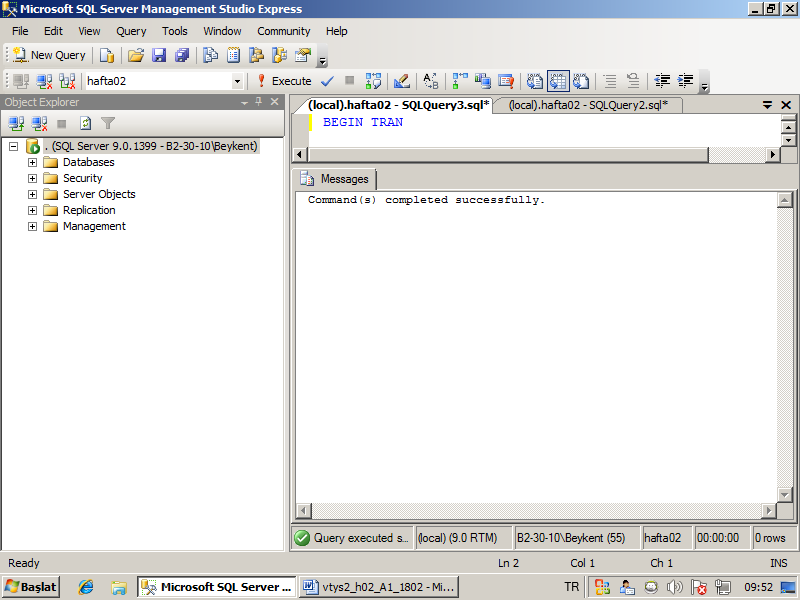 Microsoft SQL Server Management Studio Express
File Edit View Query Tools Window Community Help
New Query
hafta02 Execute
Object Explorer
(local).hafta02 - SQLQuery3.sql* (local).hafta02 - SQLQuery2.sql*
BEGIN TRAN
. (SQL Server 9.0.1399 - B2-30-10\Beykent)
Databases
Security
Server Objects
Replication
Management
Messages
Command(s) completed successfully.
Query executed s... (local) (9.0 RTM) B2-30-10\Beykent (55) hafta02 00:00:00 0 rows
Ready Ln 2 Col 1 Ch 1 INS
Başlat Microsoft SQL Server ... vtys2_h02_A1_1802 - Mi... TR 09:52